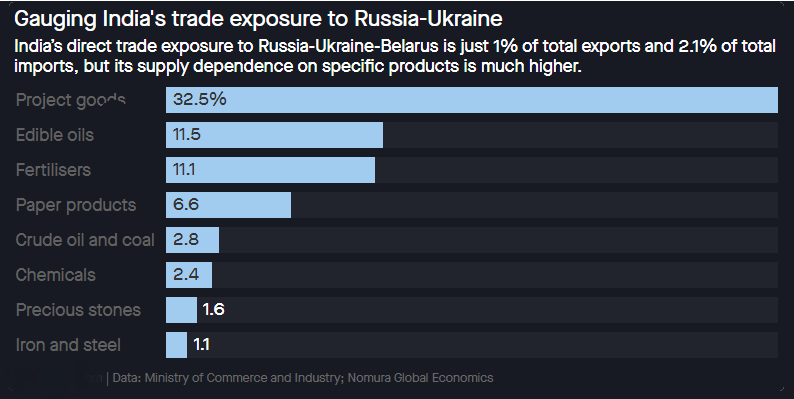 Gauging India's trade exposure to Russia-Ukraine
India's direct trade exposure to Russia-Ukraine-Belarus is just 1% of total exports and 2.1% of total
imports, but its supply dependence on specific products is much higher.
Project goods 32.5%
Edible oils 11.5
Fertilisers 11.1
Paper products 6.6
Crude oil and coal 2.8
Chemicals 2.4
Precious stones 1.6
Iron and steel 1.1
| Data: Ministry of Commerce and Industry; Nomura Global Economics